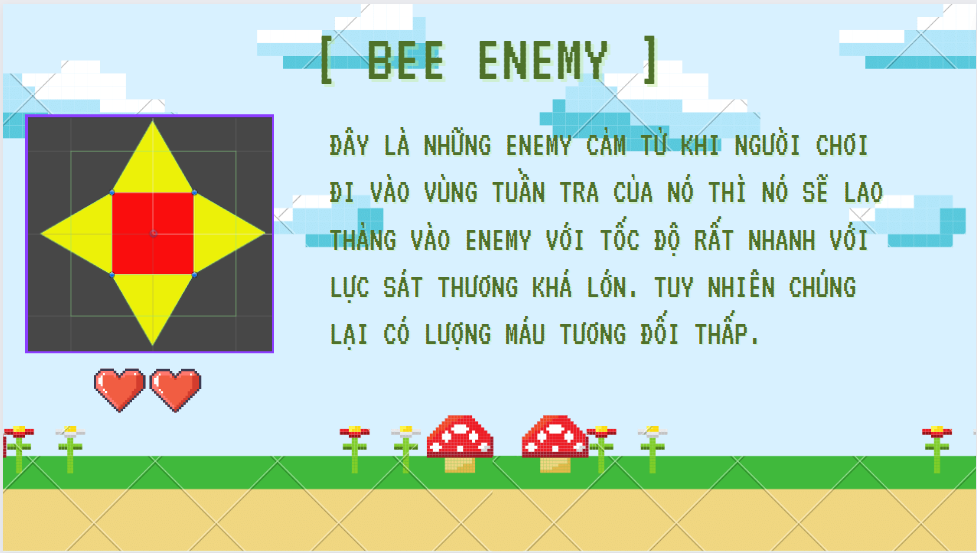 [ BEE ENEMY ]
ĐÂY LÀ NHỮNG ENEMY CẢM TỬ KHI NGƯỜI CHƠI
ĐI VÀO VÙNG TUẦN TRA CỦA NÓ THÌ NÓ SẼ LAO
THẲNG VÀO ENEMY VỚI TỐC ĐỘ RẤT NHANH VỚI
LỰC SÁT THƯƠNG KHÁ LỚN. TUY NHIÊN CHÚNG
LẠI CÓ LƯỢNG MÁU TƯƠNG ĐỐI THẤP.